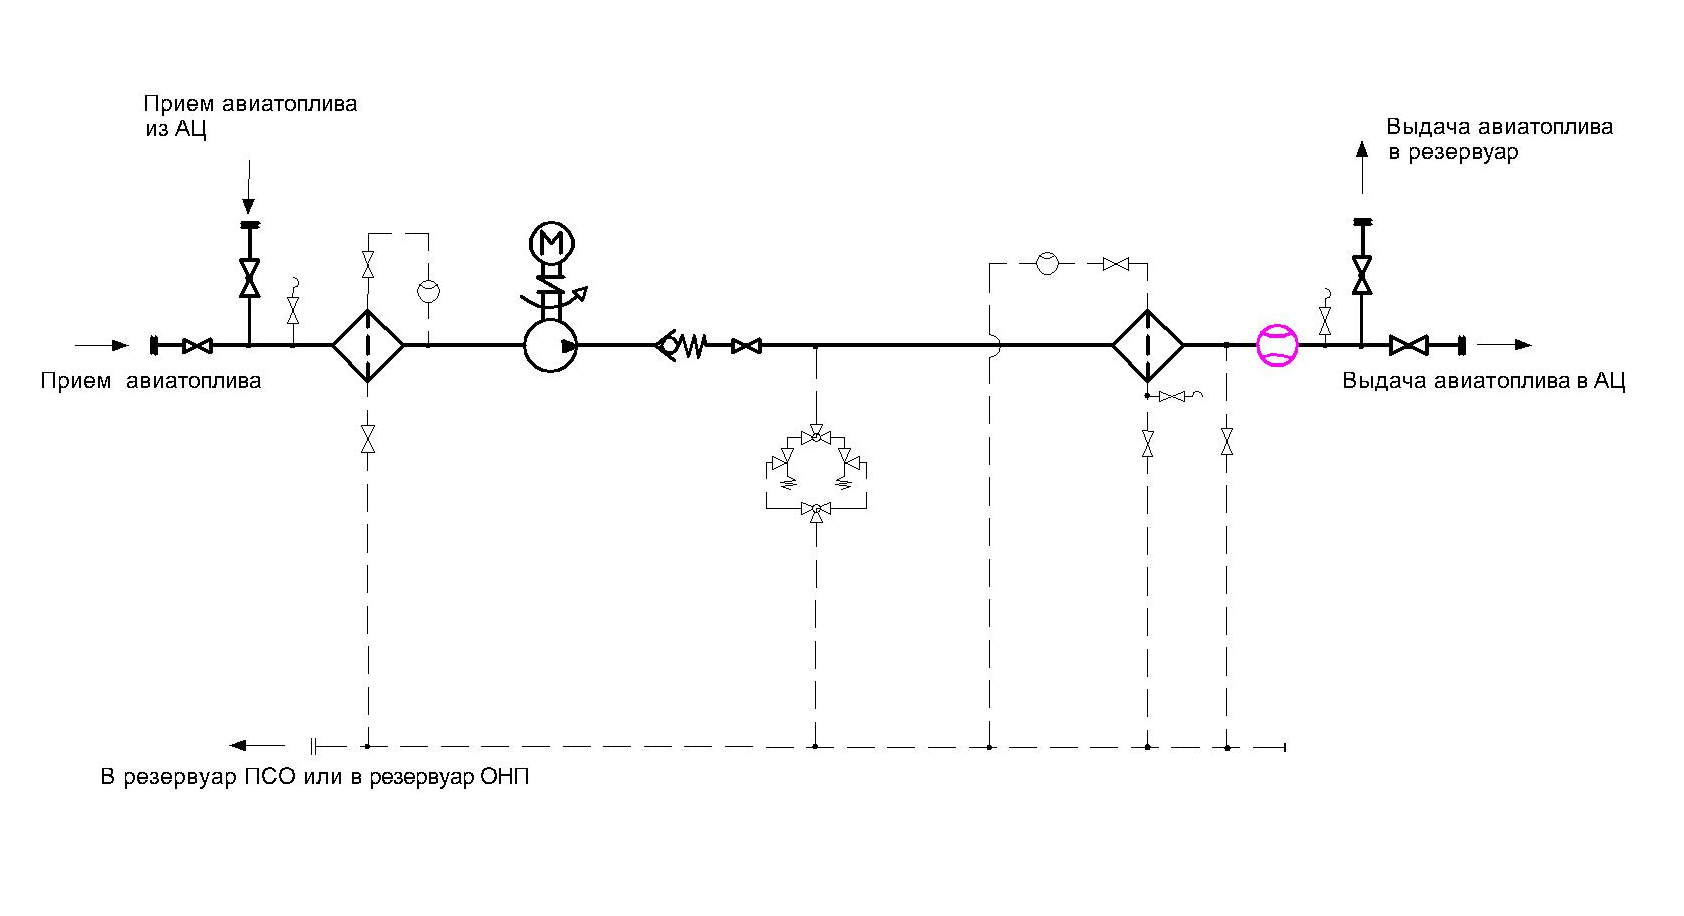 Прием авиатоплива
из АЦ
Выдача авиатоплива
в резервуар
М
Прием авиатоплива
Выдача авиатоплива в АЦ
В резервуар ПСО или в резервуар ОНП